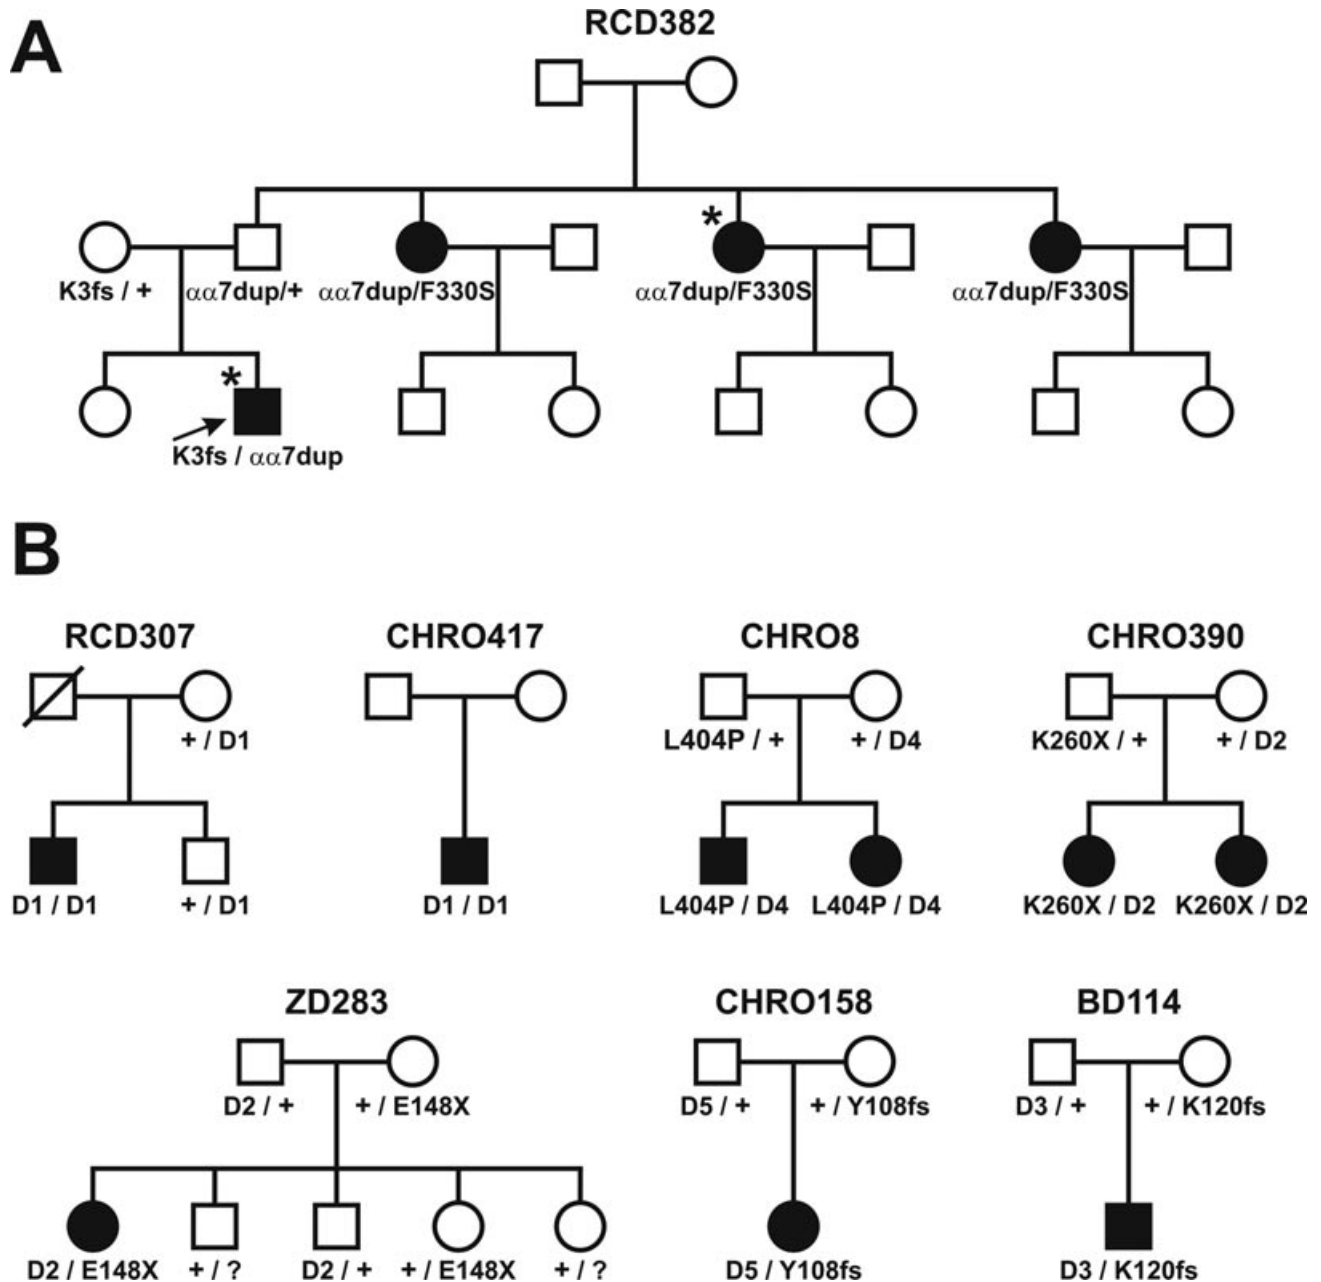 A
RCD382
*
K3fs / + αα7dup/+ αα7dup/F330S αα7dup/F330S αα7dup/F330S
*
K3fs / αα7dup
B
RCD307 CHRO417 CHRO8 CHRO390
+ / D1 L404P / + + / D4 K260X / + + / D2
D1 / D1 + / D1 D1 / D1 L404P / D4 L404P / D4 K260X / D2 K260X / D2
ZD283 CHRO158 BD114
D2 / + + / E148X D5 / + + / Y108fs D3 / + + / K120fs
D2 / E148X + / ? D2 / + + / E148X + / ? D5 / Y108fs D3 / K120fs